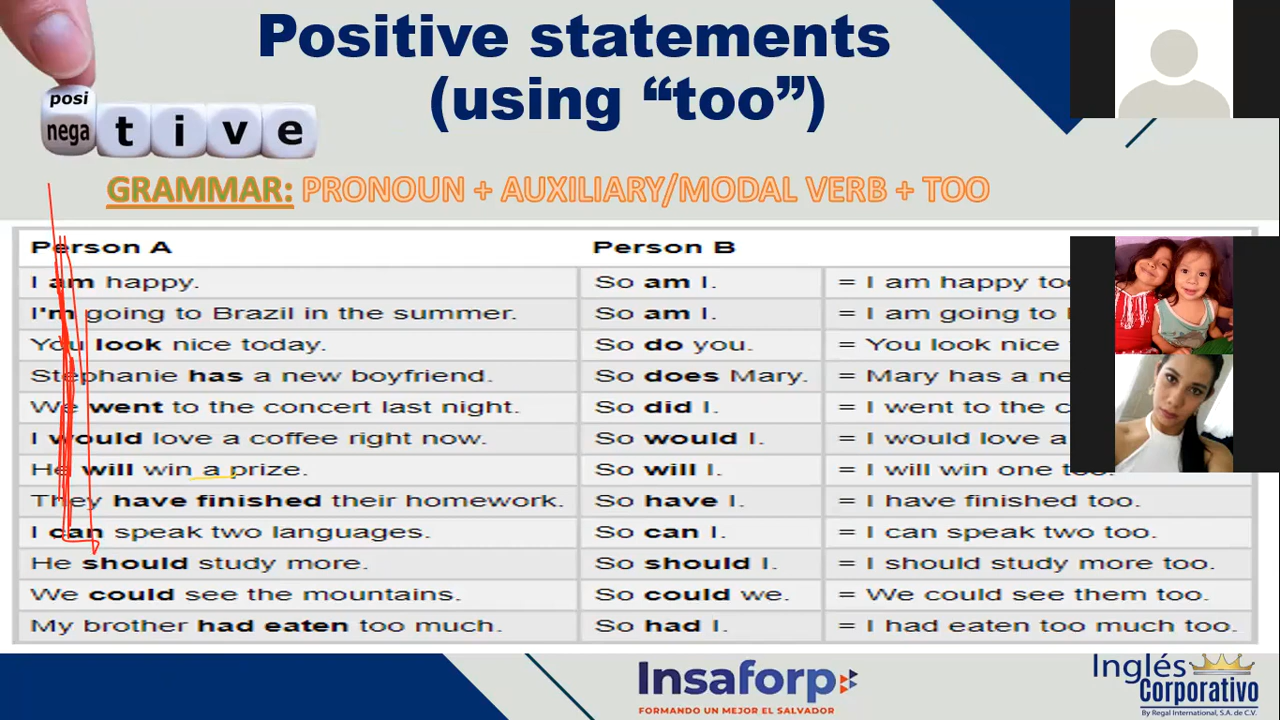 Positive statements
(using “too”)
posi
nega t i v e
GRAMMAR: PRONOUN + AUXILIARY/MODAL VERB + TOO
Person A Person B
I am happy. So am I. = I am happy
I'm going to Brazil in the summer. So am I. = I am going to
You look nice today. So do you. = You look nice
Stephanie has a new boyfriend. So does Mary. = Mary has a
We went to the concert last night. So did I. = I went to the
I would love a coffee right now. So would I. = I would love a
He will win a prize. So will I. = I will win one too.
They have finished their homework. So have I. = I have finished too.
I can speak two languages. So can I. = I can speak two too.
He should study more. So should I. = I should study more too.
We could see the mountains. So could we. = We could see them too.
My brother had eaten too much. So had I. = I had eaten too much too.
Insaforp
FORMANDO UN MEJOR EL SALVADOR
Inglés
Corporativo
By Regal International, S.A. de C.V.